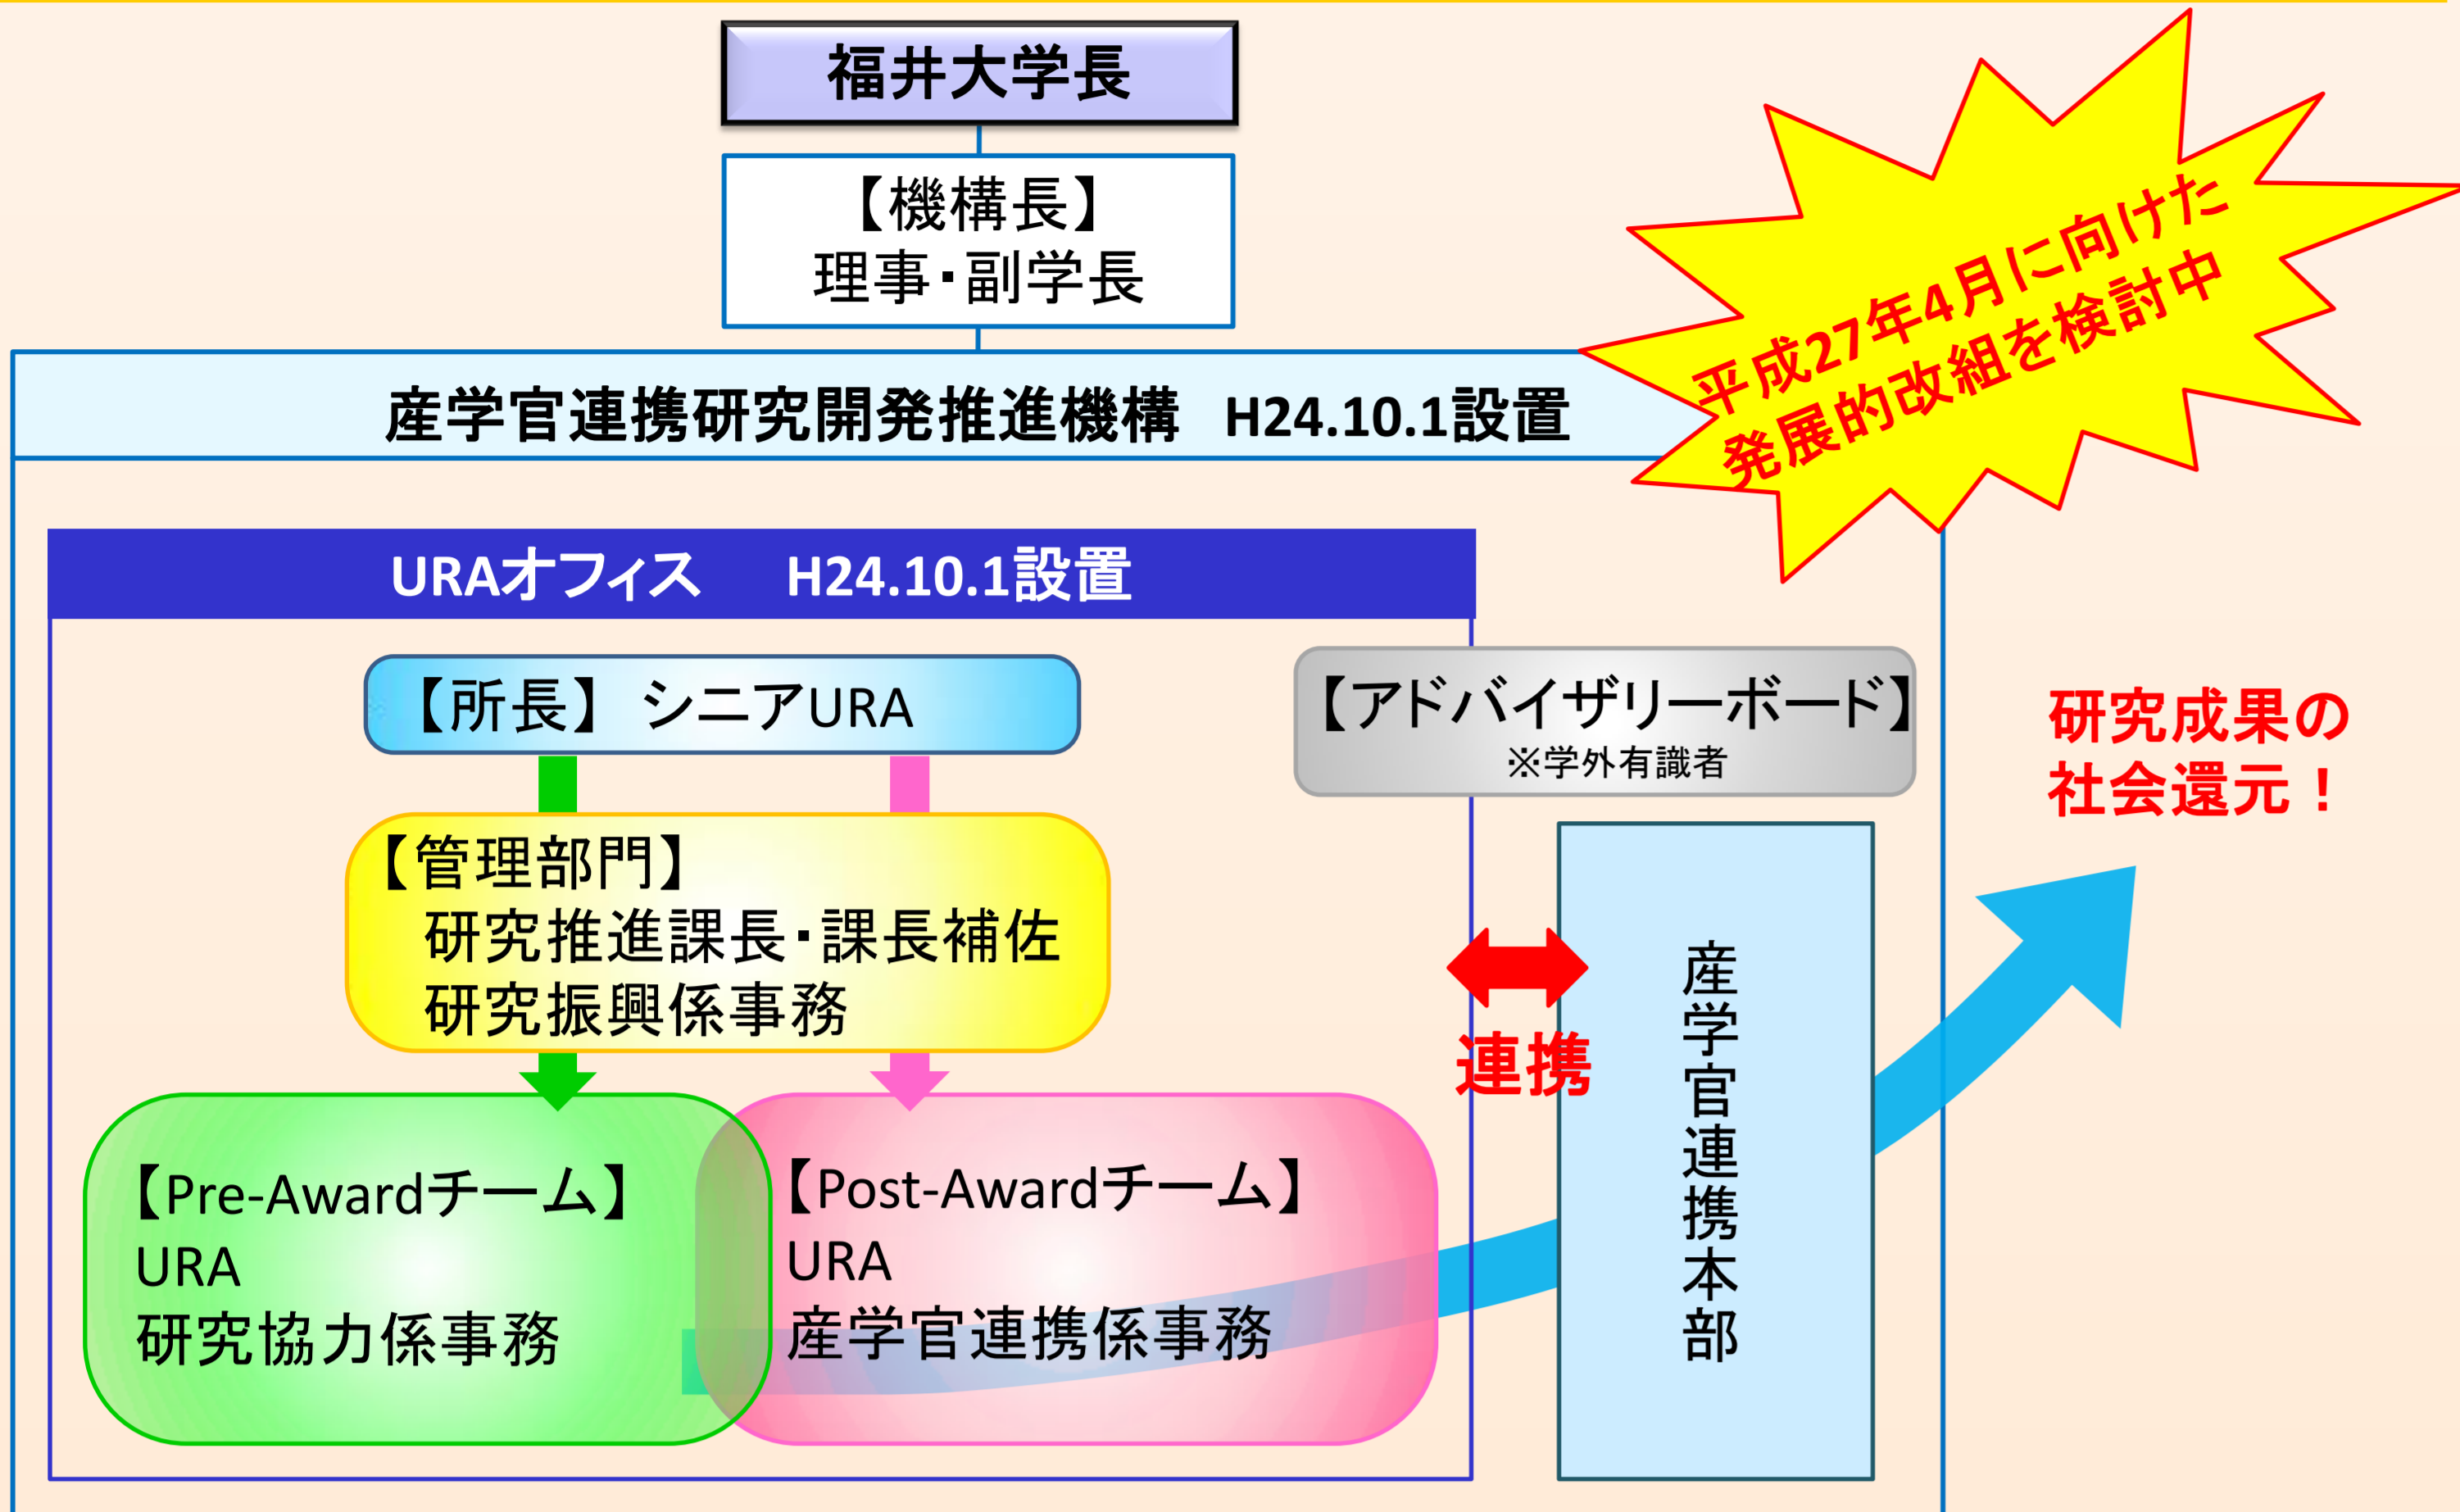 福井大学長
【機構長】
理事・副学長
平成27年4月に向けた
発展的改組を検討中
産学官連携研究開発推進機構 H24.10.1設置
URAオフィス H24.10.1設置
【所長】 シニアURA
【アドバイザリーボード】
※学外有識者
研究成果の
社会還元！
【管理部門】
研究推進課長・課長補佐
研究振興係事務
連携
産学官連携本部
【Pre-Awardチーム】
URA
研究協力係事務
【Post-Awardチーム】
URA
産学官連携係事務